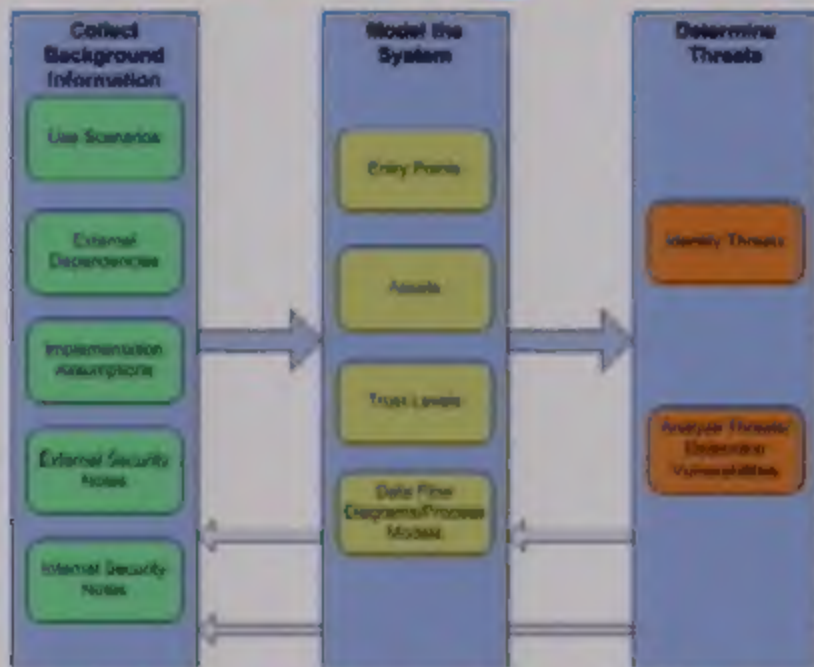 Collect
Background
Information
Use Scenarios
External
Dependencies
Implementation
Assumptions
External Security
Notes
Internal Security
Notes
Model the
System
Entry Points
Assets
Trust Levels
Data Flow
Diagrams/Process
Models
Determine
Threats
Identify Threats
Analyze Threats/
Determine
Vulnerabilities